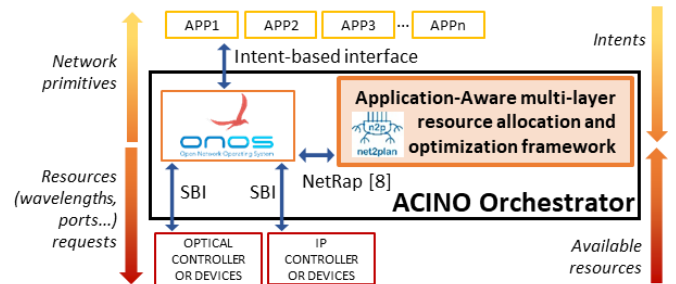 APP1 APP2 APP3 ... APPn
Network
primitives
Intents
Intent-based interface
Application-Aware multi-layer
resource allocation and
optimization framework
n2p
net2plan
onos
Open Network Operating System
Resources
(wavelengths,
ports...)
requests
SBI SBI
NetRap [8]
ACINO Orchestrator
OPTICAL
CONTROLLER
OR DEVICES
IP
CONTROLLER
OR DEVICES
Available
resources